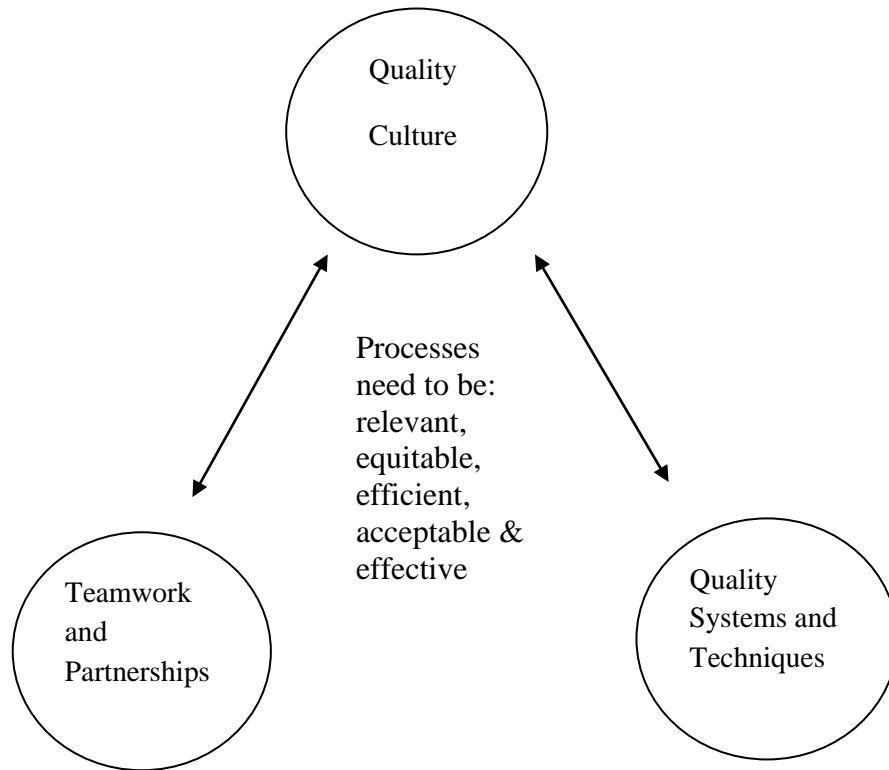 Quality
Culture
Processes
need to be:
relevant,
equitable,
efficient,
acceptable &
effective
Teamwork
and
Partnerships
Quality
Systems and
Techniques